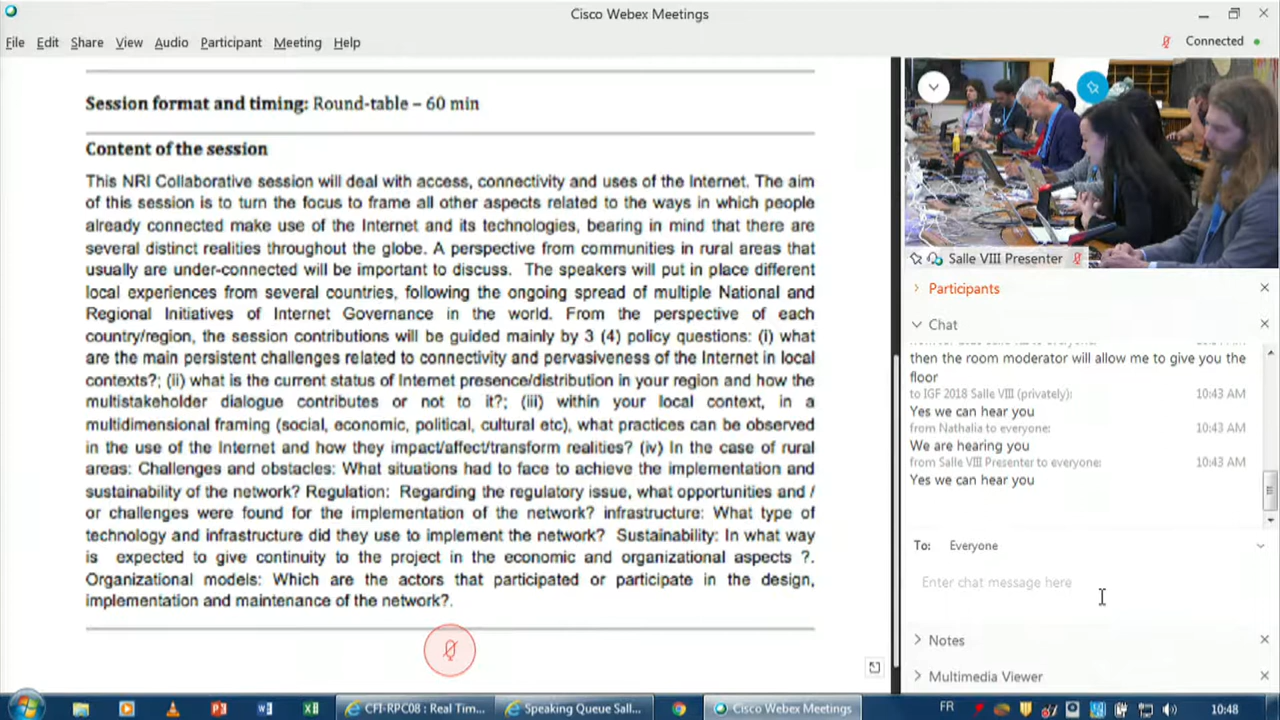 Cisco Webex Meetings
File Edit Share View Audio Participant Meeting Help
Connected
Session format and timing: Round-table – 60 min
Content of the session
This NRI Collaborative session will deal with access, connectivity and uses of the Internet. The aim
of this session is to turn the focus to frame all other aspects related to the ways in which people
already connected make use of the Internet and its technologies, bearing in mind that there are
several distinct realities throughout the globe. A perspective from communities in rural areas that
usually are under-connected will be important to discuss. The speakers will put in place different
local experiences from several countries, following the ongoing spread of multiple National and
Regional Initiatives of Internet Governance in the world. From the perspective of each
country/region, the session contributions will be guided mainly by 3 (4) policy questions: (i) what
are the main persistent challenges related to connectivity and pervasiveness of the Internet in local
contexts?; (ii) what is the current status of Internet presence/distribution in your region and how the
multistakeholder dialogue contributes or not to it?; (iii) within your local context, in a
multidimensional framing (social, economic, political, cultural etc), what practices can be observed
in the use of the Internet and how they impact/affect/transform realities? (iv) In the case of rural
areas: Challenges and obstacles: What situations had to face to achieve the implementation and
sustainability of the network? Regulation: Regarding the regulatory issue, what opportunities and /
or challenges were found for the implementation of the network? infrastructure: What type of
technology and infrastructure did they use to implement the network? Sustainability: In what way
is expected to give continuity to the project in the economic and organizational aspects ?.
Organizational models: Which are the actors that participated or participate in the design,
implementation and maintenance of the network?.
Salle VIII Presenter
Participants
Chat
then the room moderator will allow me to give you the
floor
to IGF 2018 Salle VIII (privately): 10:43 AM
Yes we can hear you
from Nathalia to everyone: 10:43 AM
We are hearing you
from Salle VIII Presenter to everyone: 10:43 AM
Yes we can hear you
To: Everyone
Enter chat message here
Notes
Multimedia Viewer
CFI-RPC08 : Real Tim... Speaking Queue Sall... Cisco Webex Meetings FR 10:48